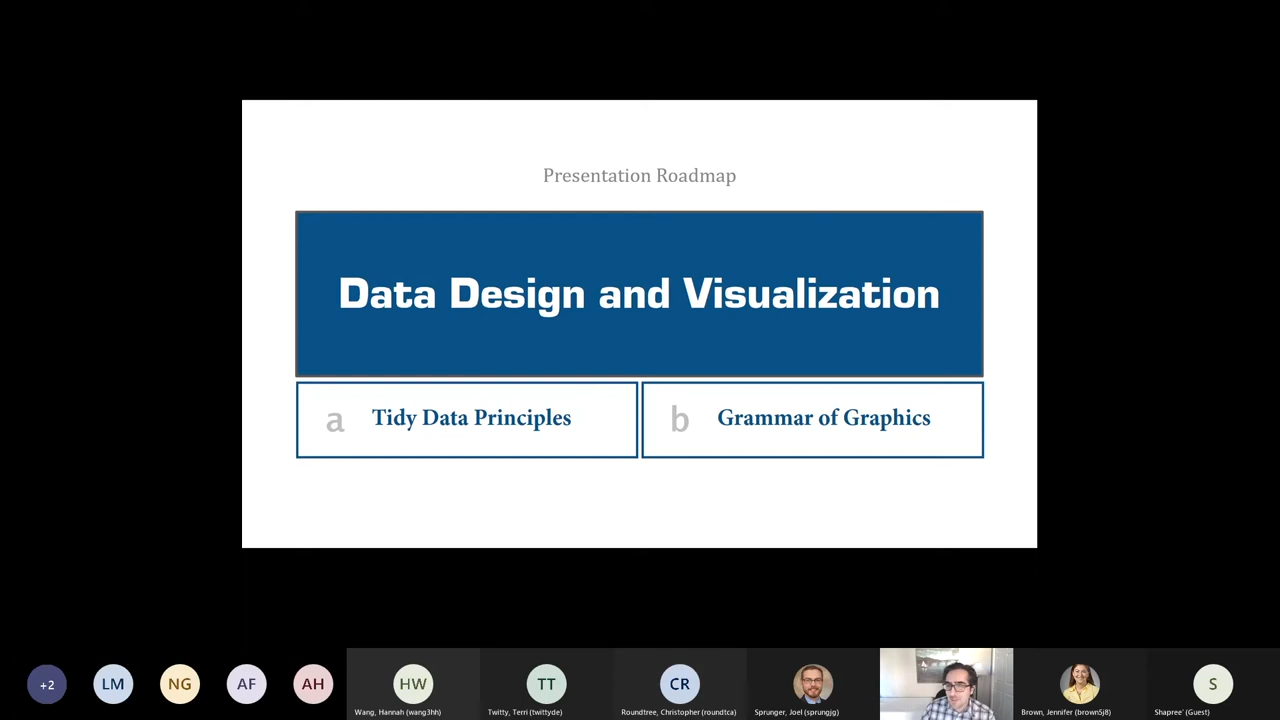 Presentation Roadmap
Data Design and Visualization
a Tidy Data Principles
b Grammar of Graphics
+2
LM
NG
AF
AH
HW
TT
CR
S
Wang, Hannah (wang3hh)
Twitty, Terri (twittyde)
Roundtree, Christopher (roundtca)
Sprunger, Joel (sprungjg)
Brown, Jennifer (brown5j8)
Shapree` (Guest)